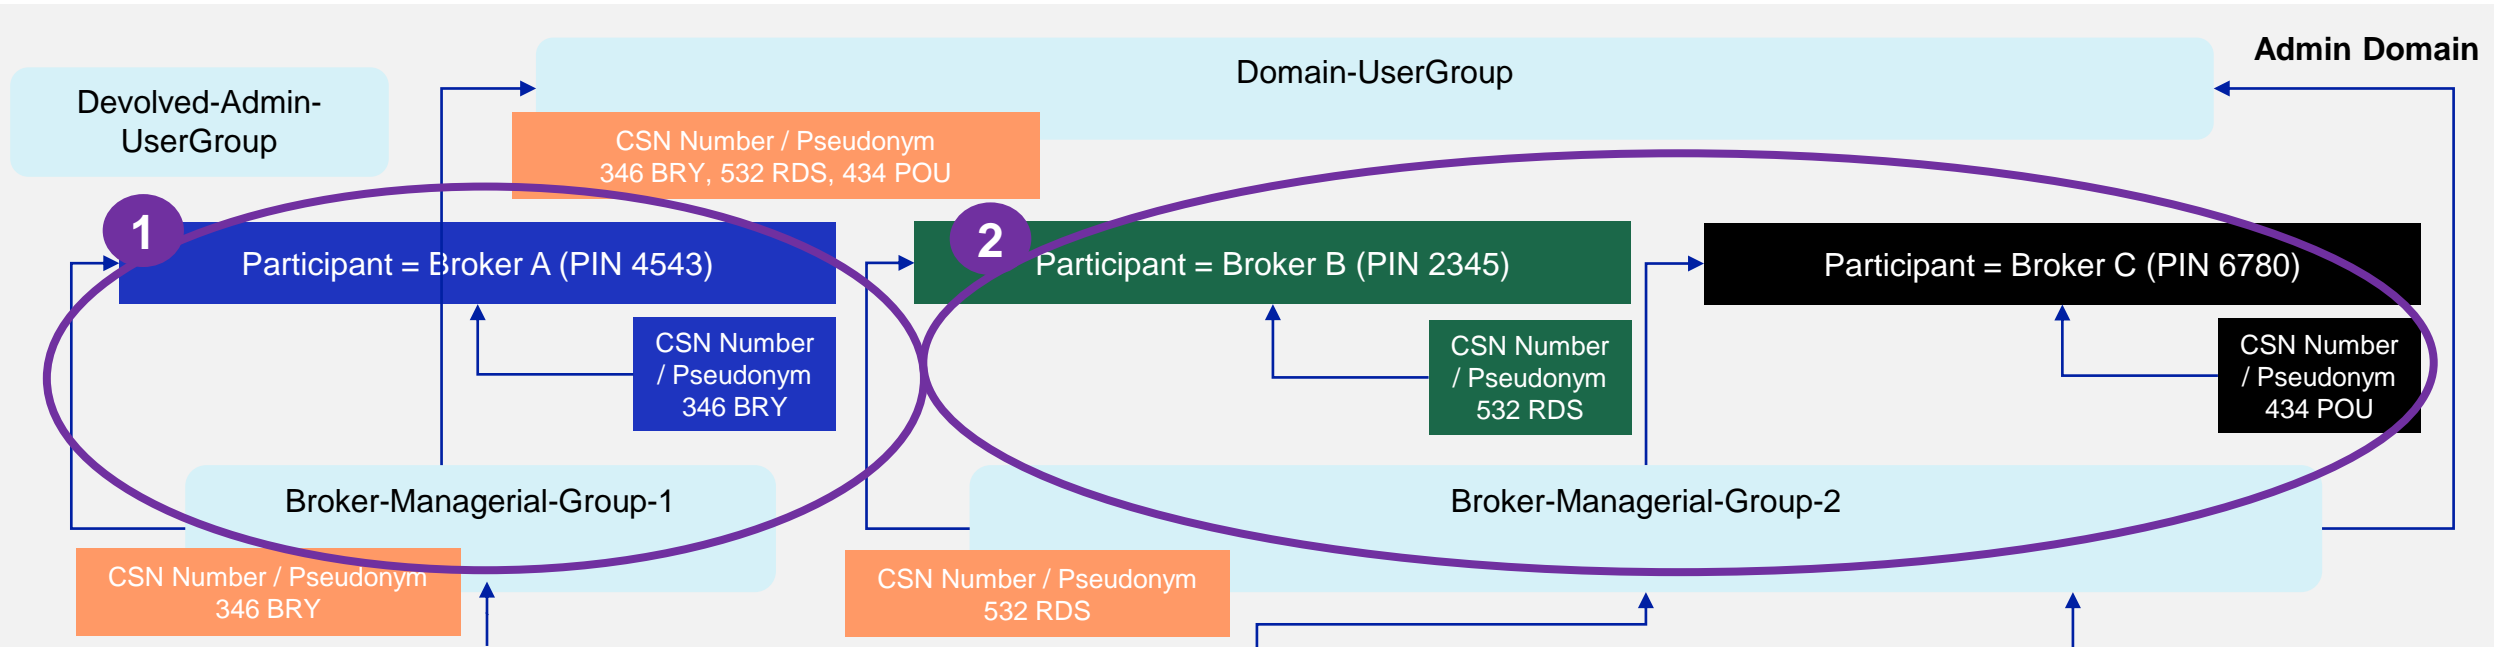 Admin Domain
Domain-UserGroup
Devolved-Admin-
UserGroup
CSN Number / Pseudonym
346 BRY, 532 RDS, 434 POU
1
Participant = Broker A (PIN 4543)
2
Participant = Broker B (PIN 2345)
Participant = Broker C (PIN 6780)
CSN Number
/ Pseudonym
346 BRY
CSN Number
/ Pseudonym
532 RDS
CSN Number
/ Pseudonym
434 POU
Broker-Managerial-Group-1
Broker-Managerial-Group-2
CSN Number / Pseudonym
346 BRY
CSN Number / Pseudonym
532 RDS